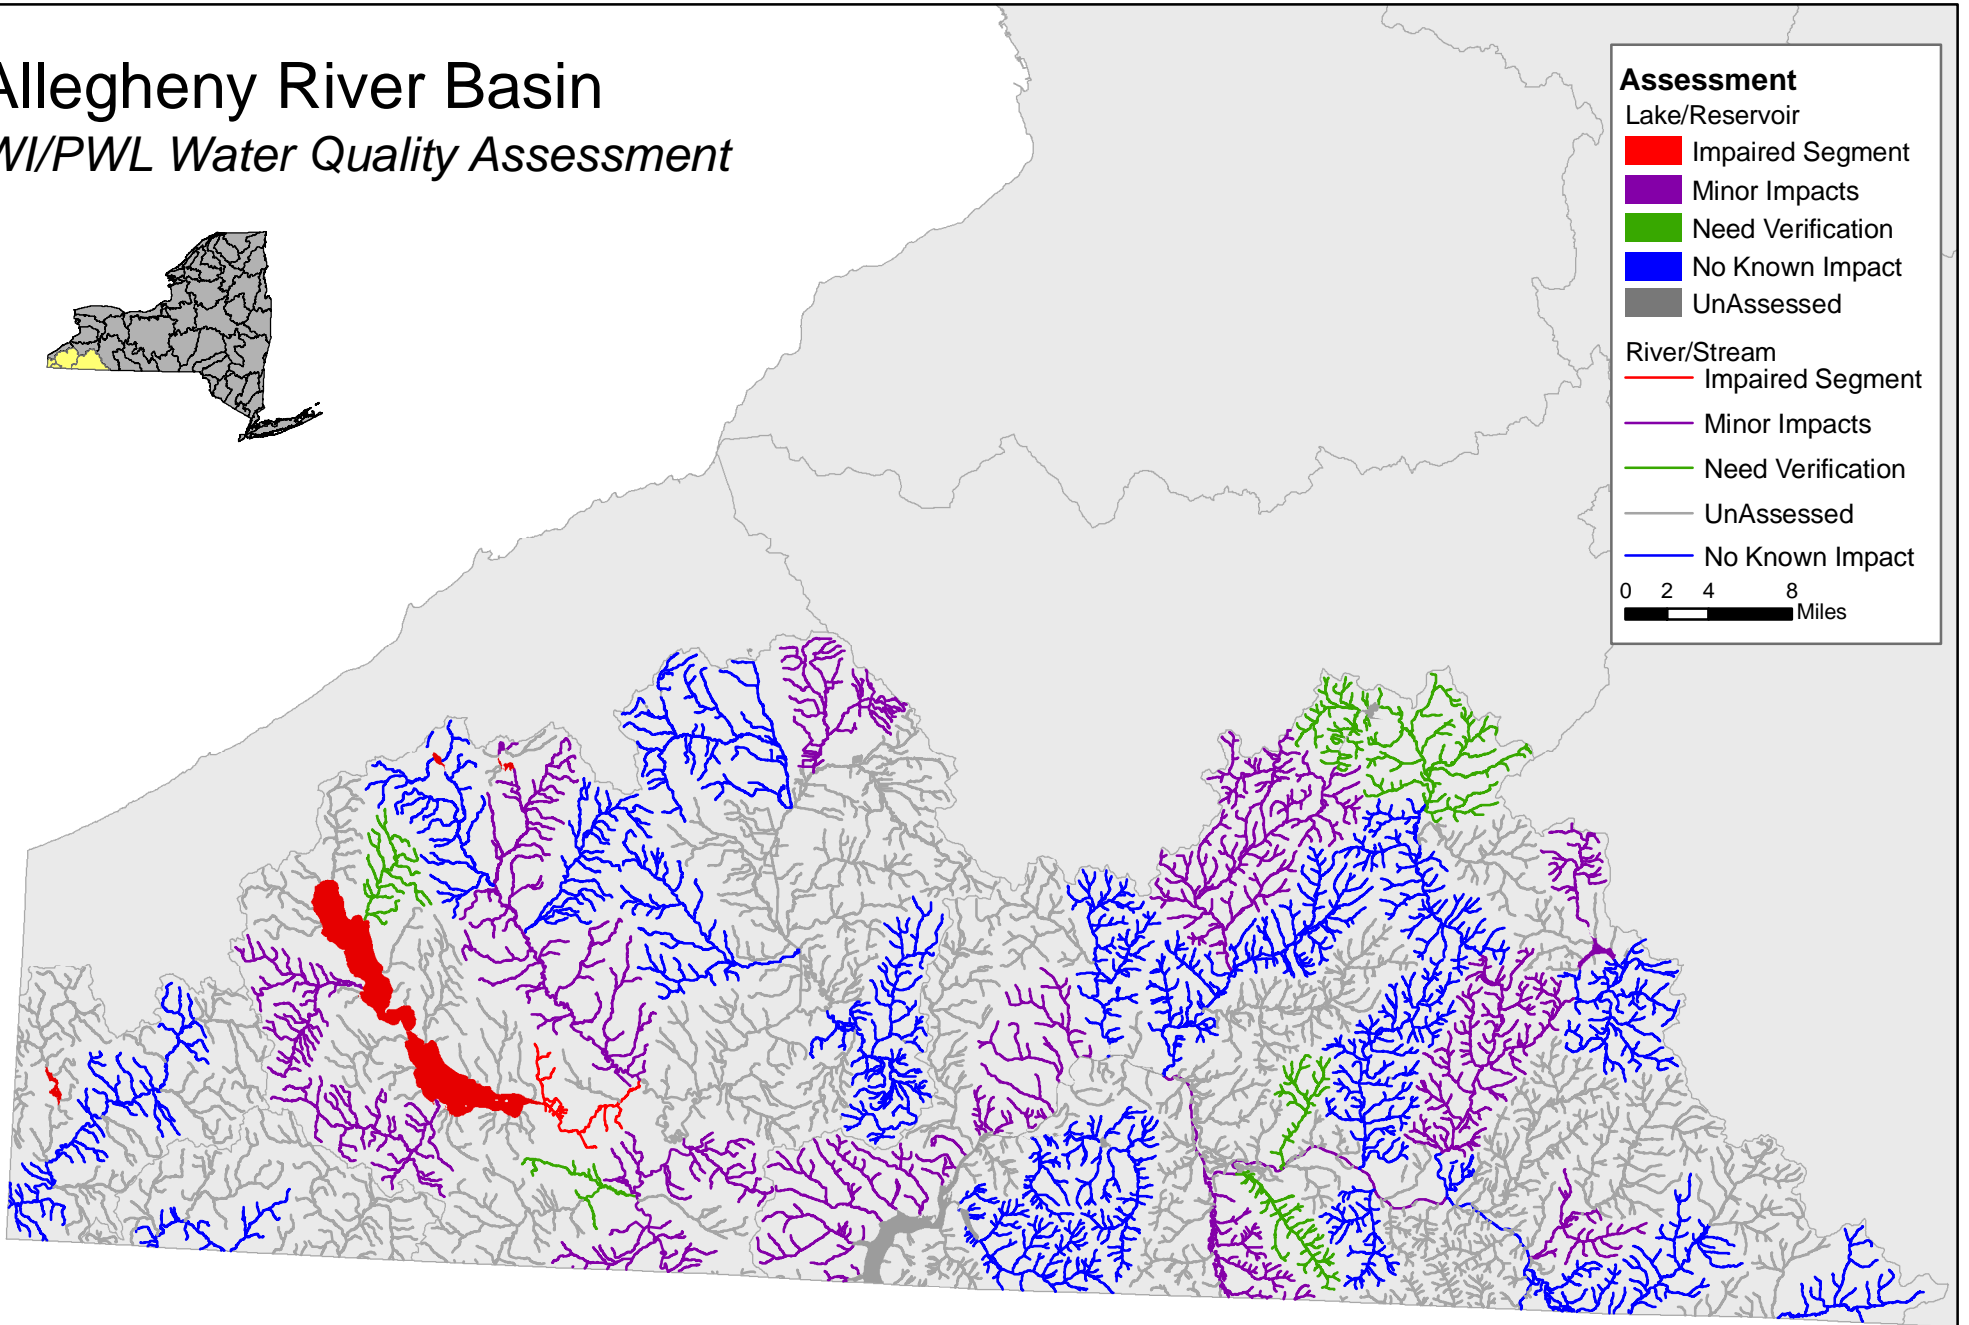 Allegheny River Basin
WI/PWL Water Quality Assessment
Assessment
Lake/Reservoir
Impaired Segment
Minor Impacts
Need Verification
No Known Impact
UnAssessed
River/Stream
Impaired Segment
Minor Impacts
Need Verification
UnAssessed
No Known Impact
0 2 4 8
Miles